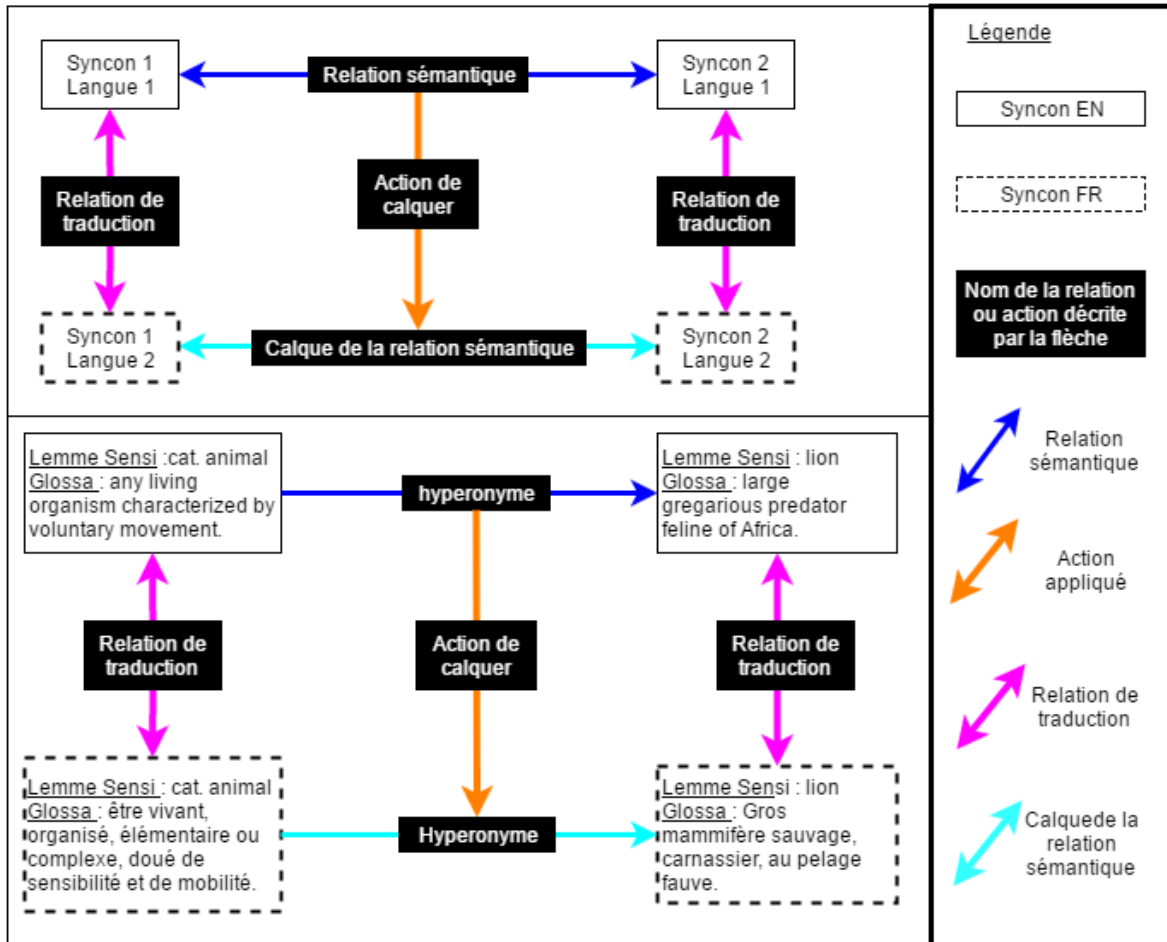 Syncon 1
Langue 1
Relation sémantique
Syncon 2
Langue 1
Relation de
traduction
Action de
calquer
Relation de
traduction
Syncon 1
Langue 2
Calque de la relation sémantique
Syncon 2
Langue 2
Lemme Sensi :cat. animal
Glossa : any living
organism characterized by
voluntary movement.
hyperonyme
Lemme Sensi : lion
Glossa : large
gregarious predator
feline of Africa.
Relation de
traduction
Action de
calquer
Relation de
traduction
Lemme Sensi : cat. animal
Glossa : être vivant,
organisé, élémentaire ou
complexe, doué de
sensibilité et de mobilité.
Hyperonyme
Lemme Sensi : lion
Glossa : Gros
mammifère sauvage,
carnassier, au pelage
fauve.
Légende
Syncon EN
Syncon FR
Nom de la relation
ou action décrite
par la flèche
Relation
sémantique
Action
appliqué
Relation de
traduction
Calquede la
relation
sémantique